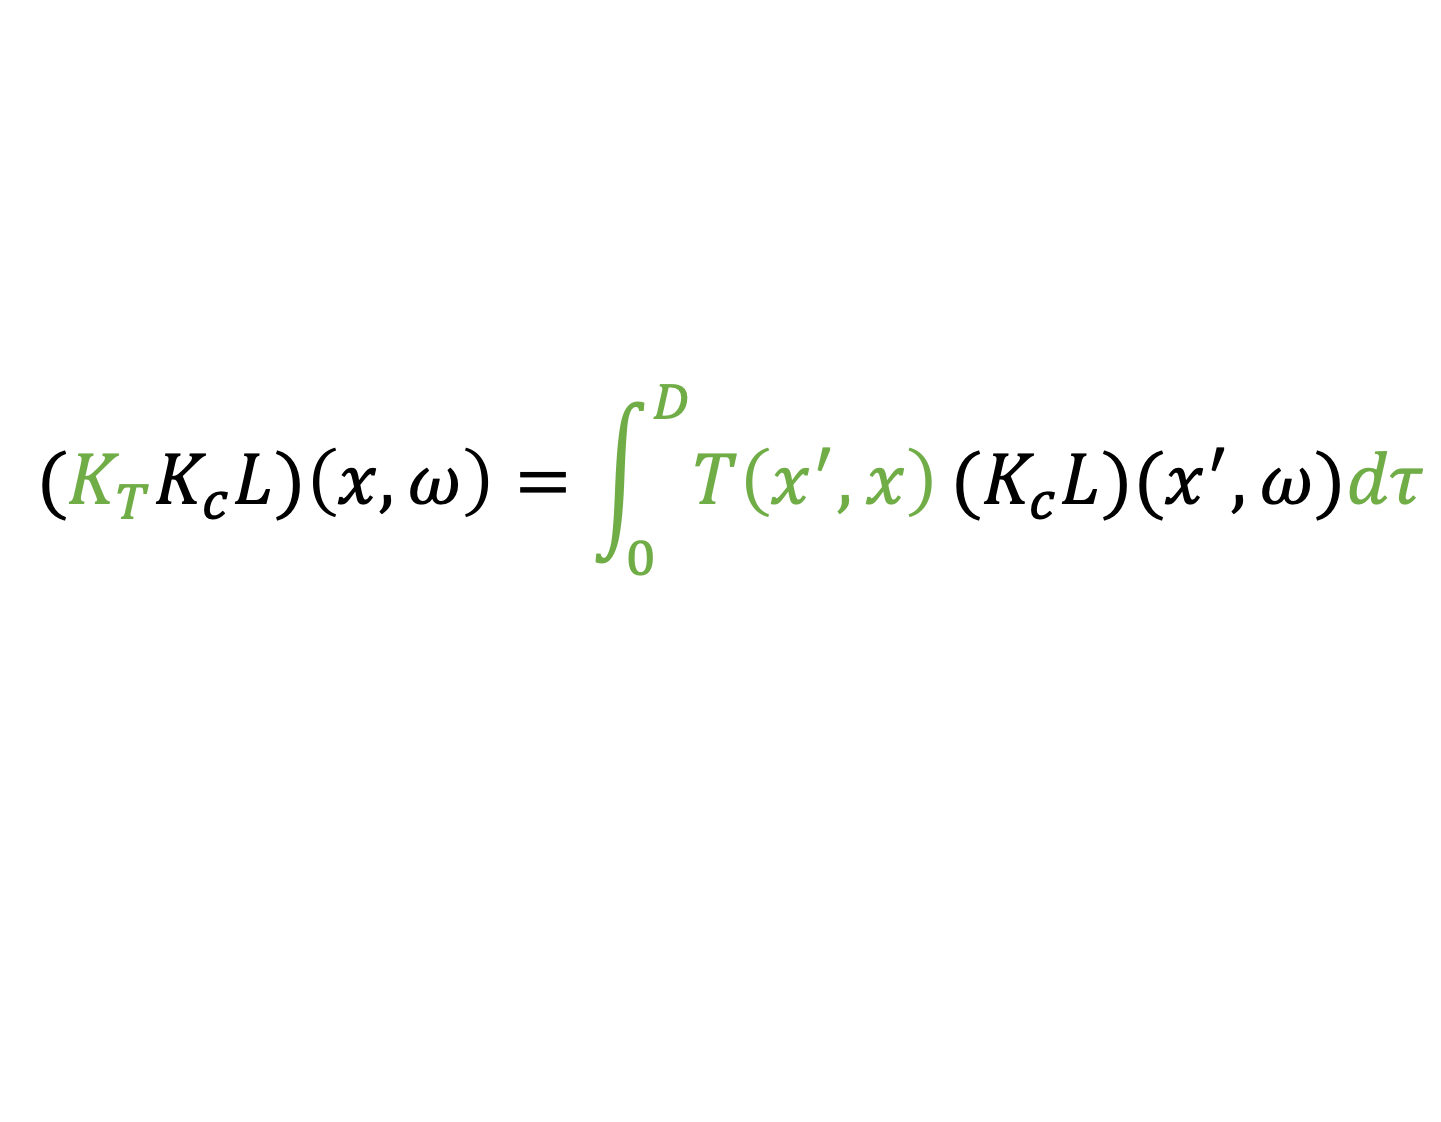 (K_T K_c L)(x, ω) = ∫_0^D T(x′, x) (K_c L)(x′, ω)dτ